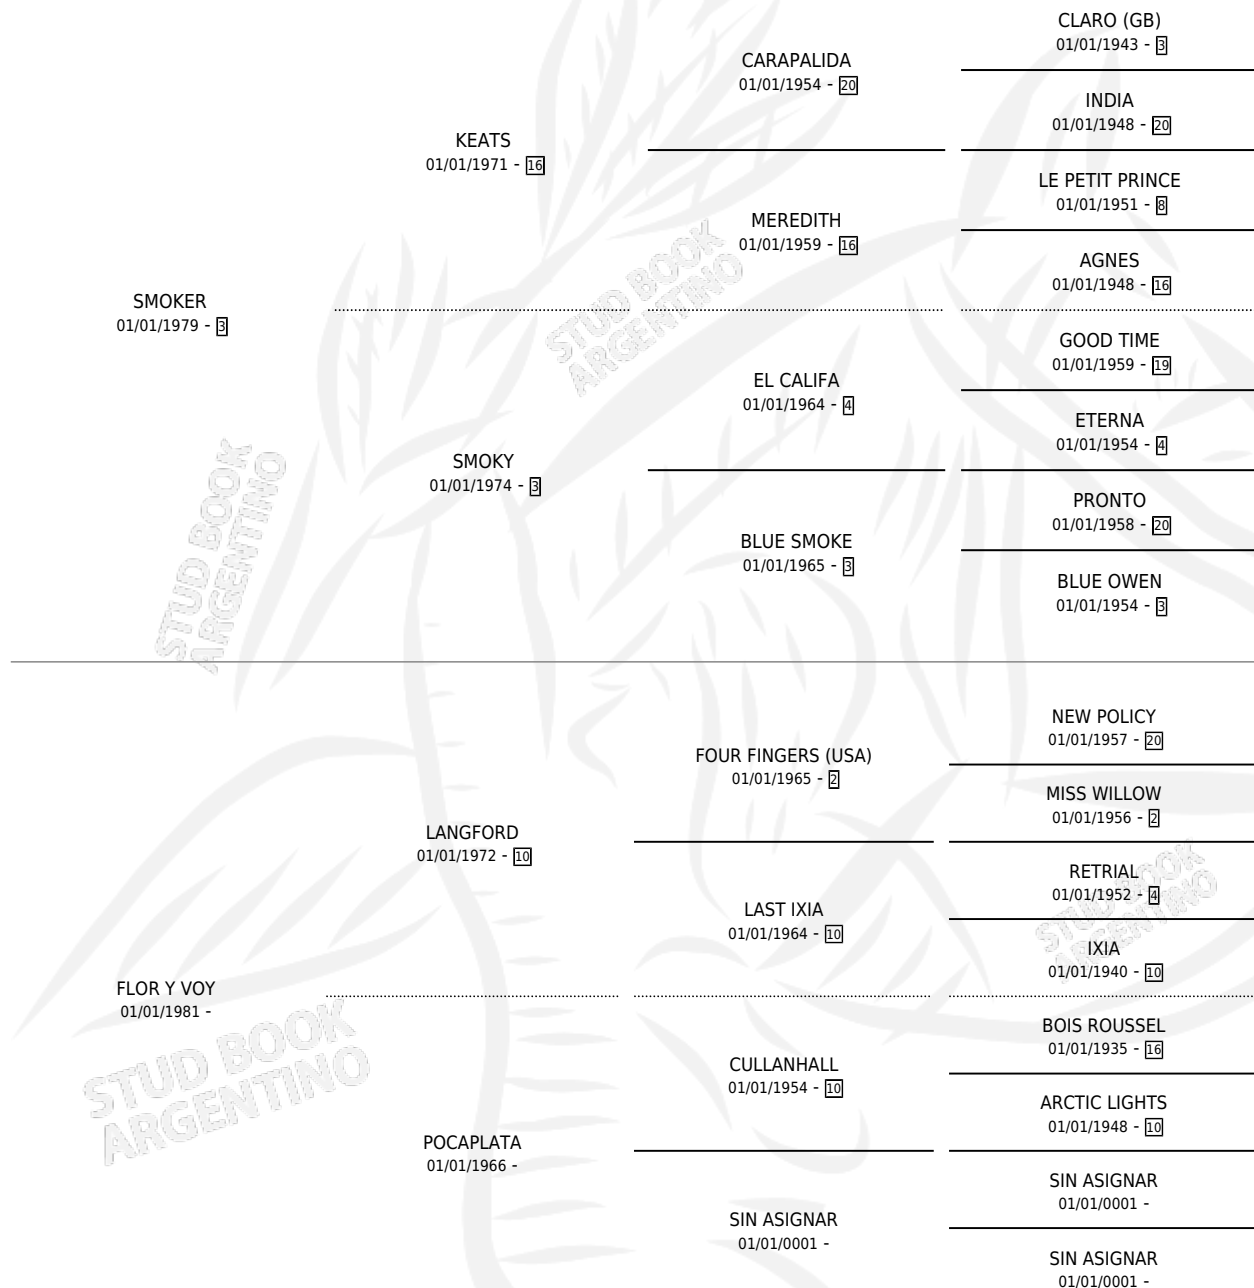 SMOKER
01/01/1979 - 3
KEATS
01/01/1971 - 16
CARAPALIDA
01/01/1954 - 20
CLARO (GB)
01/01/1943 - 3
INDIA
01/01/1948 - 20
MEREDITH
01/01/1959 - 16
LE PETIT PRINCE
01/01/1951 - 8
AGNES
01/01/1948 - 16
SMOKY
01/01/1974 - 3
EL CALIFA
01/01/1964 - 4
GOOD TIME
01/01/1959 - 19
ETERNA
01/01/1954 - 4
BLUE SMOKE
01/01/1965 - 3
PRONTO
01/01/1958 - 20
BLUE OWEN
01/01/1954 - 3
FLOR Y VOY
01/01/1981 -
LANGFORD
01/01/1972 - 10
FOUR FINGERS (USA)
01/01/1965 - 2
NEW POLICY
01/01/1957 - 20
MISS WILLOW
01/01/1956 - 2
LAST IXIA
01/01/1964 - 10
RETRIAL
01/01/1952 - 4
IXIA
01/01/1940 - 10
POCAPLATA
01/01/1966 -
CULLANHALL
01/01/1954 - 10
BOIS ROUSSEL
01/01/1935 - 16
ARCTIC LIGHTS
01/01/1948 - 10
SIN ASIGNAR
01/01/0001 -
SIN ASIGNAR
01/01/0001 -
SIN ASIGNAR
01/01/0001 -
STUD BOOK
ARGENTINO
STUD BOOK
ARGENTINO
STUD BOOK
ARGENTINO
STUD BOOK
ARGENTINO